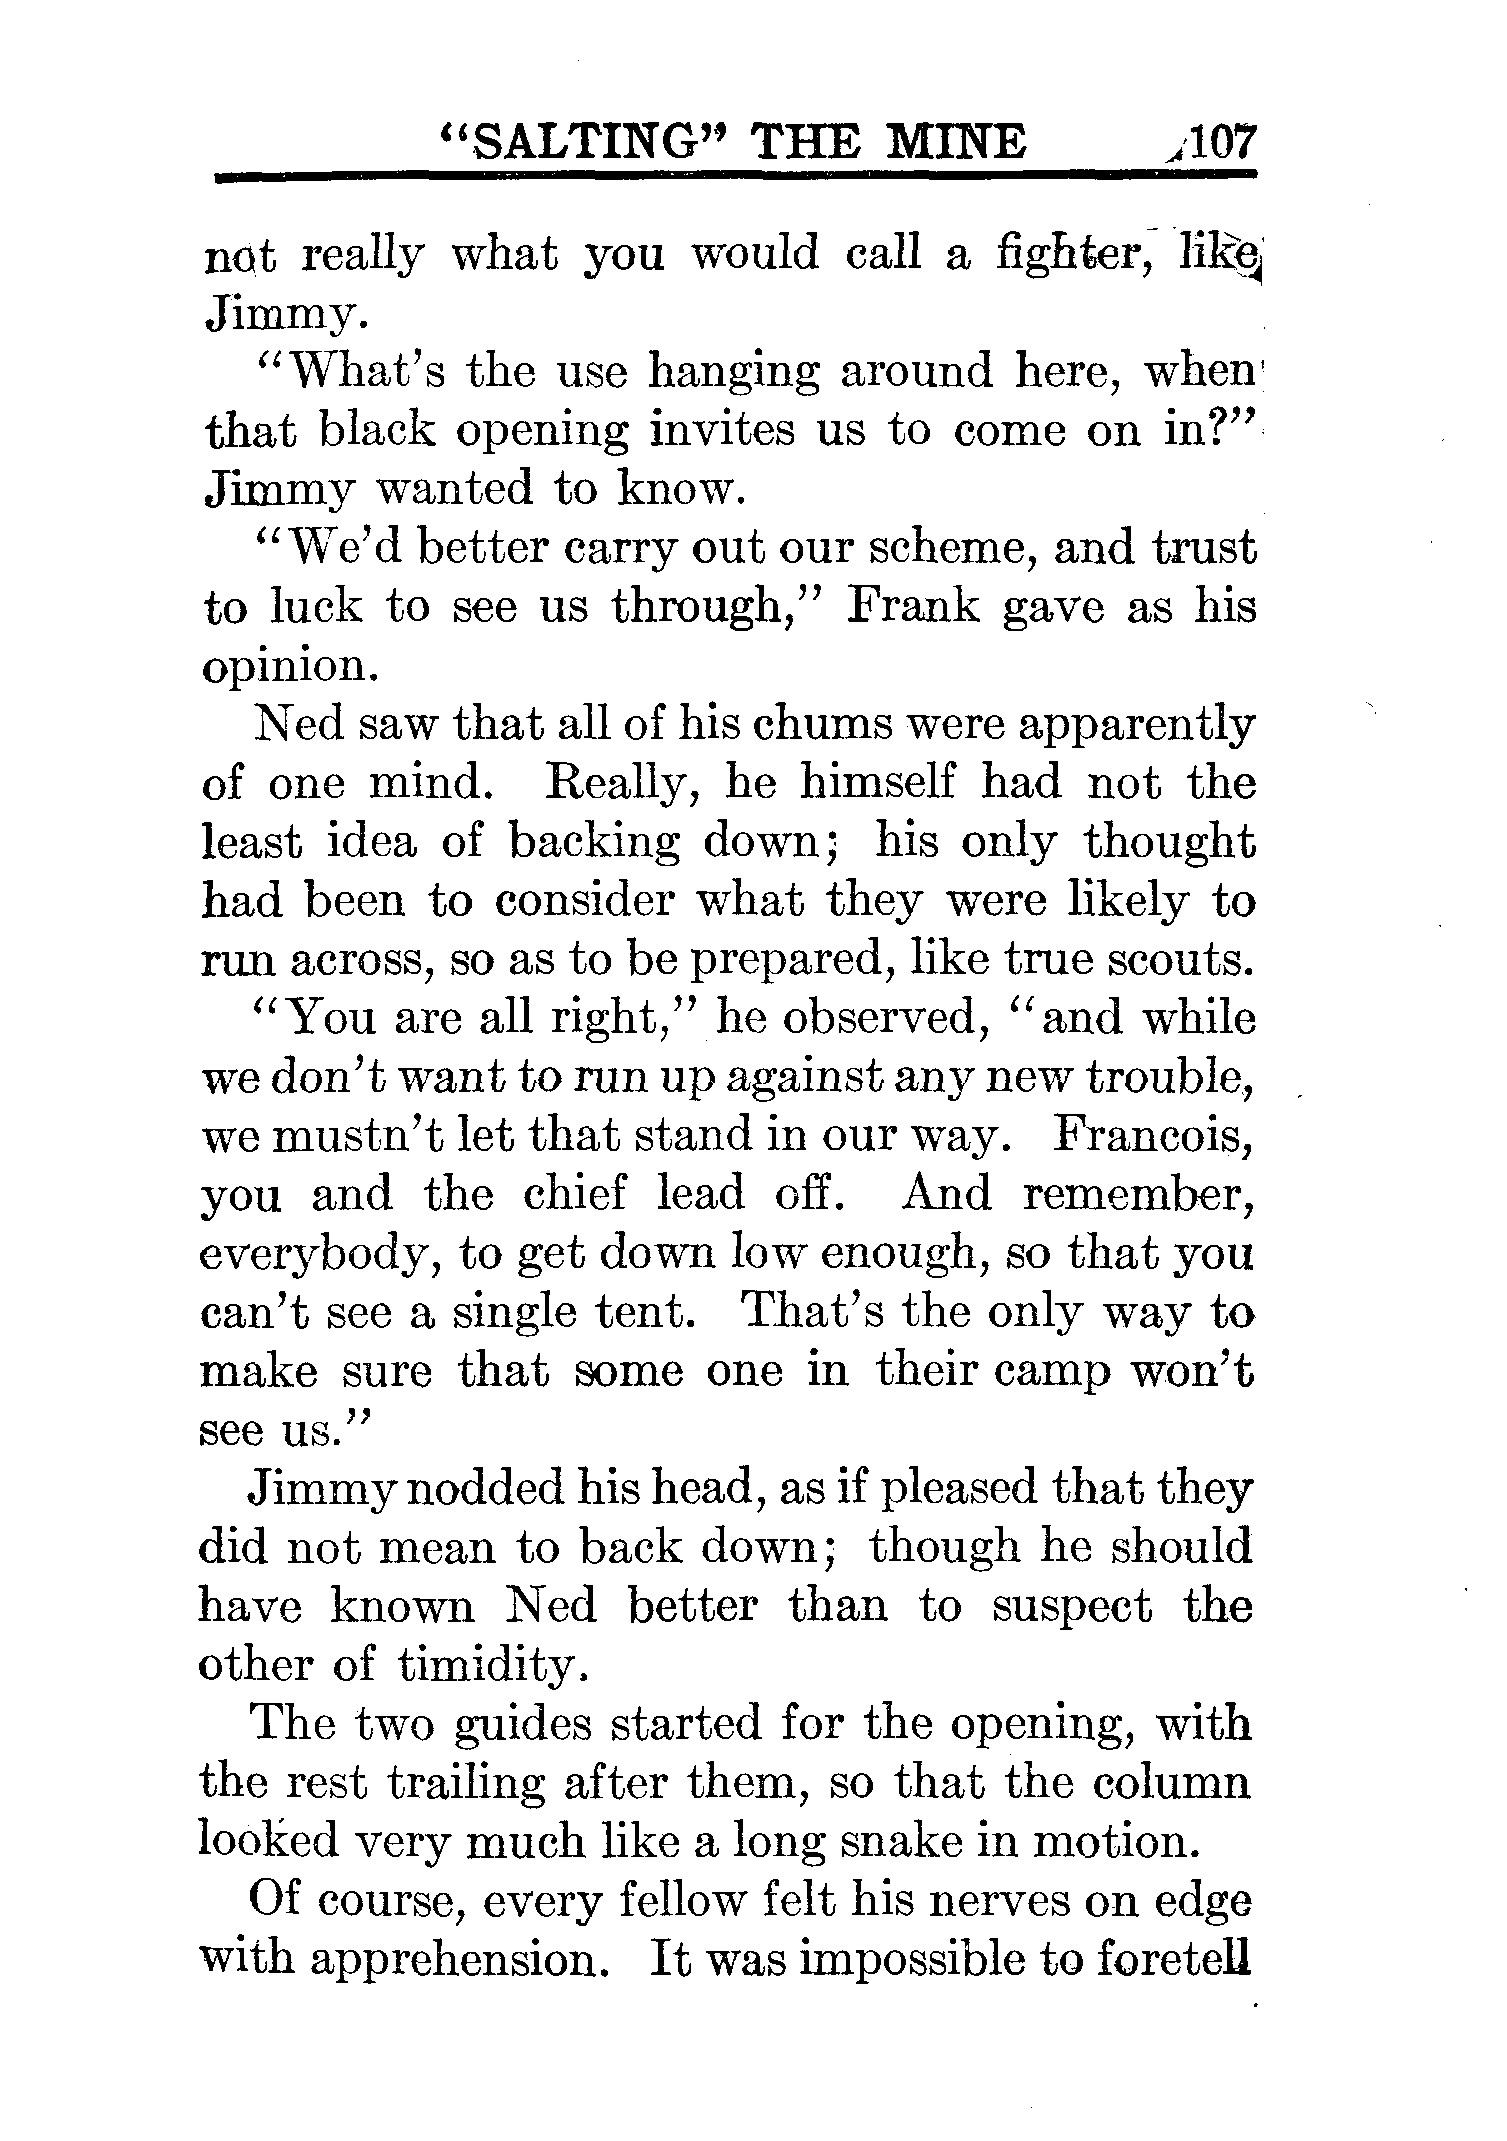 “SALTING” THE MINE 107
not really what you would call a fighter, like
Jimmy.
“What’s the use hanging around here, when
that black opening invites us to come on in?”
Jimmy wanted to know.
“We’d better carry out our scheme, and trust
to luck to see us through,” Frank gave as his
opinion.
Ned saw that all of his chums were apparently
of one mind. Really, he himself had not the
least idea of backing down; his only thought
had been to consider what they were likely to
run across, so as to be prepared, like true scouts.
“You are all right,” he observed, “and while
we don’t want to run up against any new trouble,
we mustn’t let that stand in our way. Francois,
you and the chief lead off. And remember,
everybody, to get down low enough, so that you
can’t see a single tent. That’s the only way to
make sure that some one in their camp won’t
see us.”
Jimmy nodded his head, as if pleased that they
did not mean to back down; though he should
have known Ned better than to suspect the
other of timidity.
The two guides started for the opening, with
the rest trailing after them, so that the column
looked very much like a long snake in motion.
Of course, every fellow felt his nerves on edge
with apprehension. It was impossible to foretell